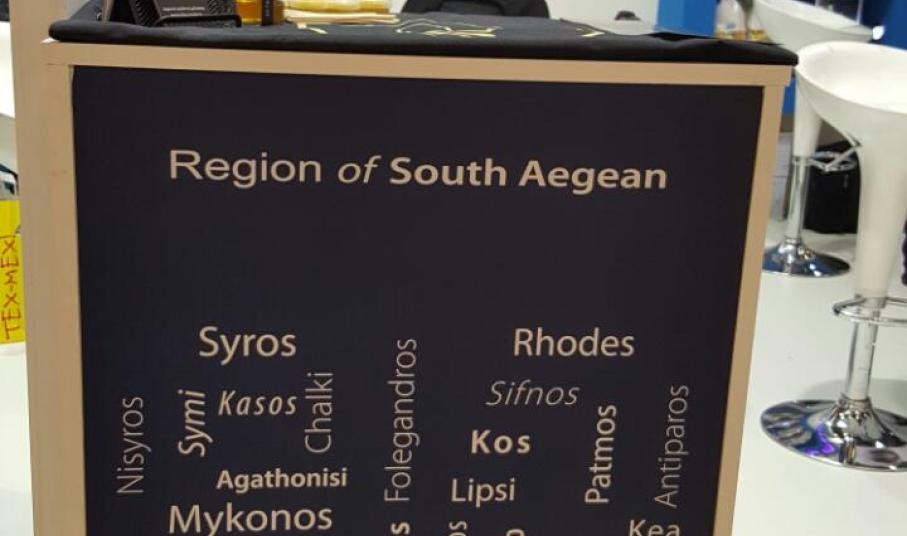 Region of South Aegean
Syros
Rhodes
Nisyros
Symi
Kasos
Chalki
Folegandros
Sifnos
Kos
Patmos
Antiparos
Agathonisi
Lipsi
Mykonos
Kea
TEX-MEX